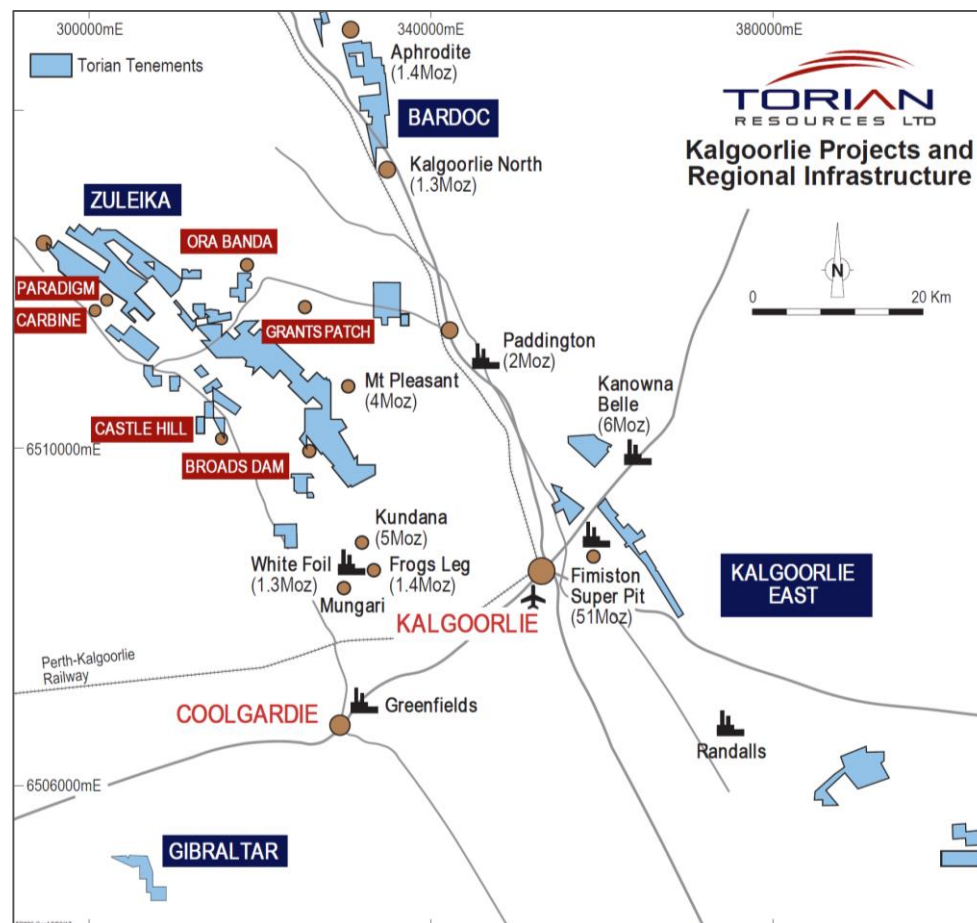 300000mE
340000mE
380000mE
Torian Tenements
Aphrodite
(1.4Moz)
TORIAN
RESOURCES LTD
Kalgoorlie Projects and
Regional Infrastructure
BARDOC
Kalgoorlie North
(1.3Moz)
ZULEIKA
ORA BANDA
N
PARADIGM
CARBINE
0
20 Km
GRANTS PATCH
Paddington
(2Moz)
Mt Pleasant
(4Moz)
Kanowna
Belle
(6Moz)
CASTLE HILL
6510000mE
BROADS DAM
Kundana
(5Moz)
White Foil
(1.3Moz)
Frogs Leg
(1.4Moz)
Mungari
KALGOORLIE
Fimiston
Super Pit
(51Moz)
KALGOORLIE
EAST
Perth-Kalgoorlie
Railway
COOLGARDIE
Greenfields
Randalls
6506000mE
GIBRALTAR